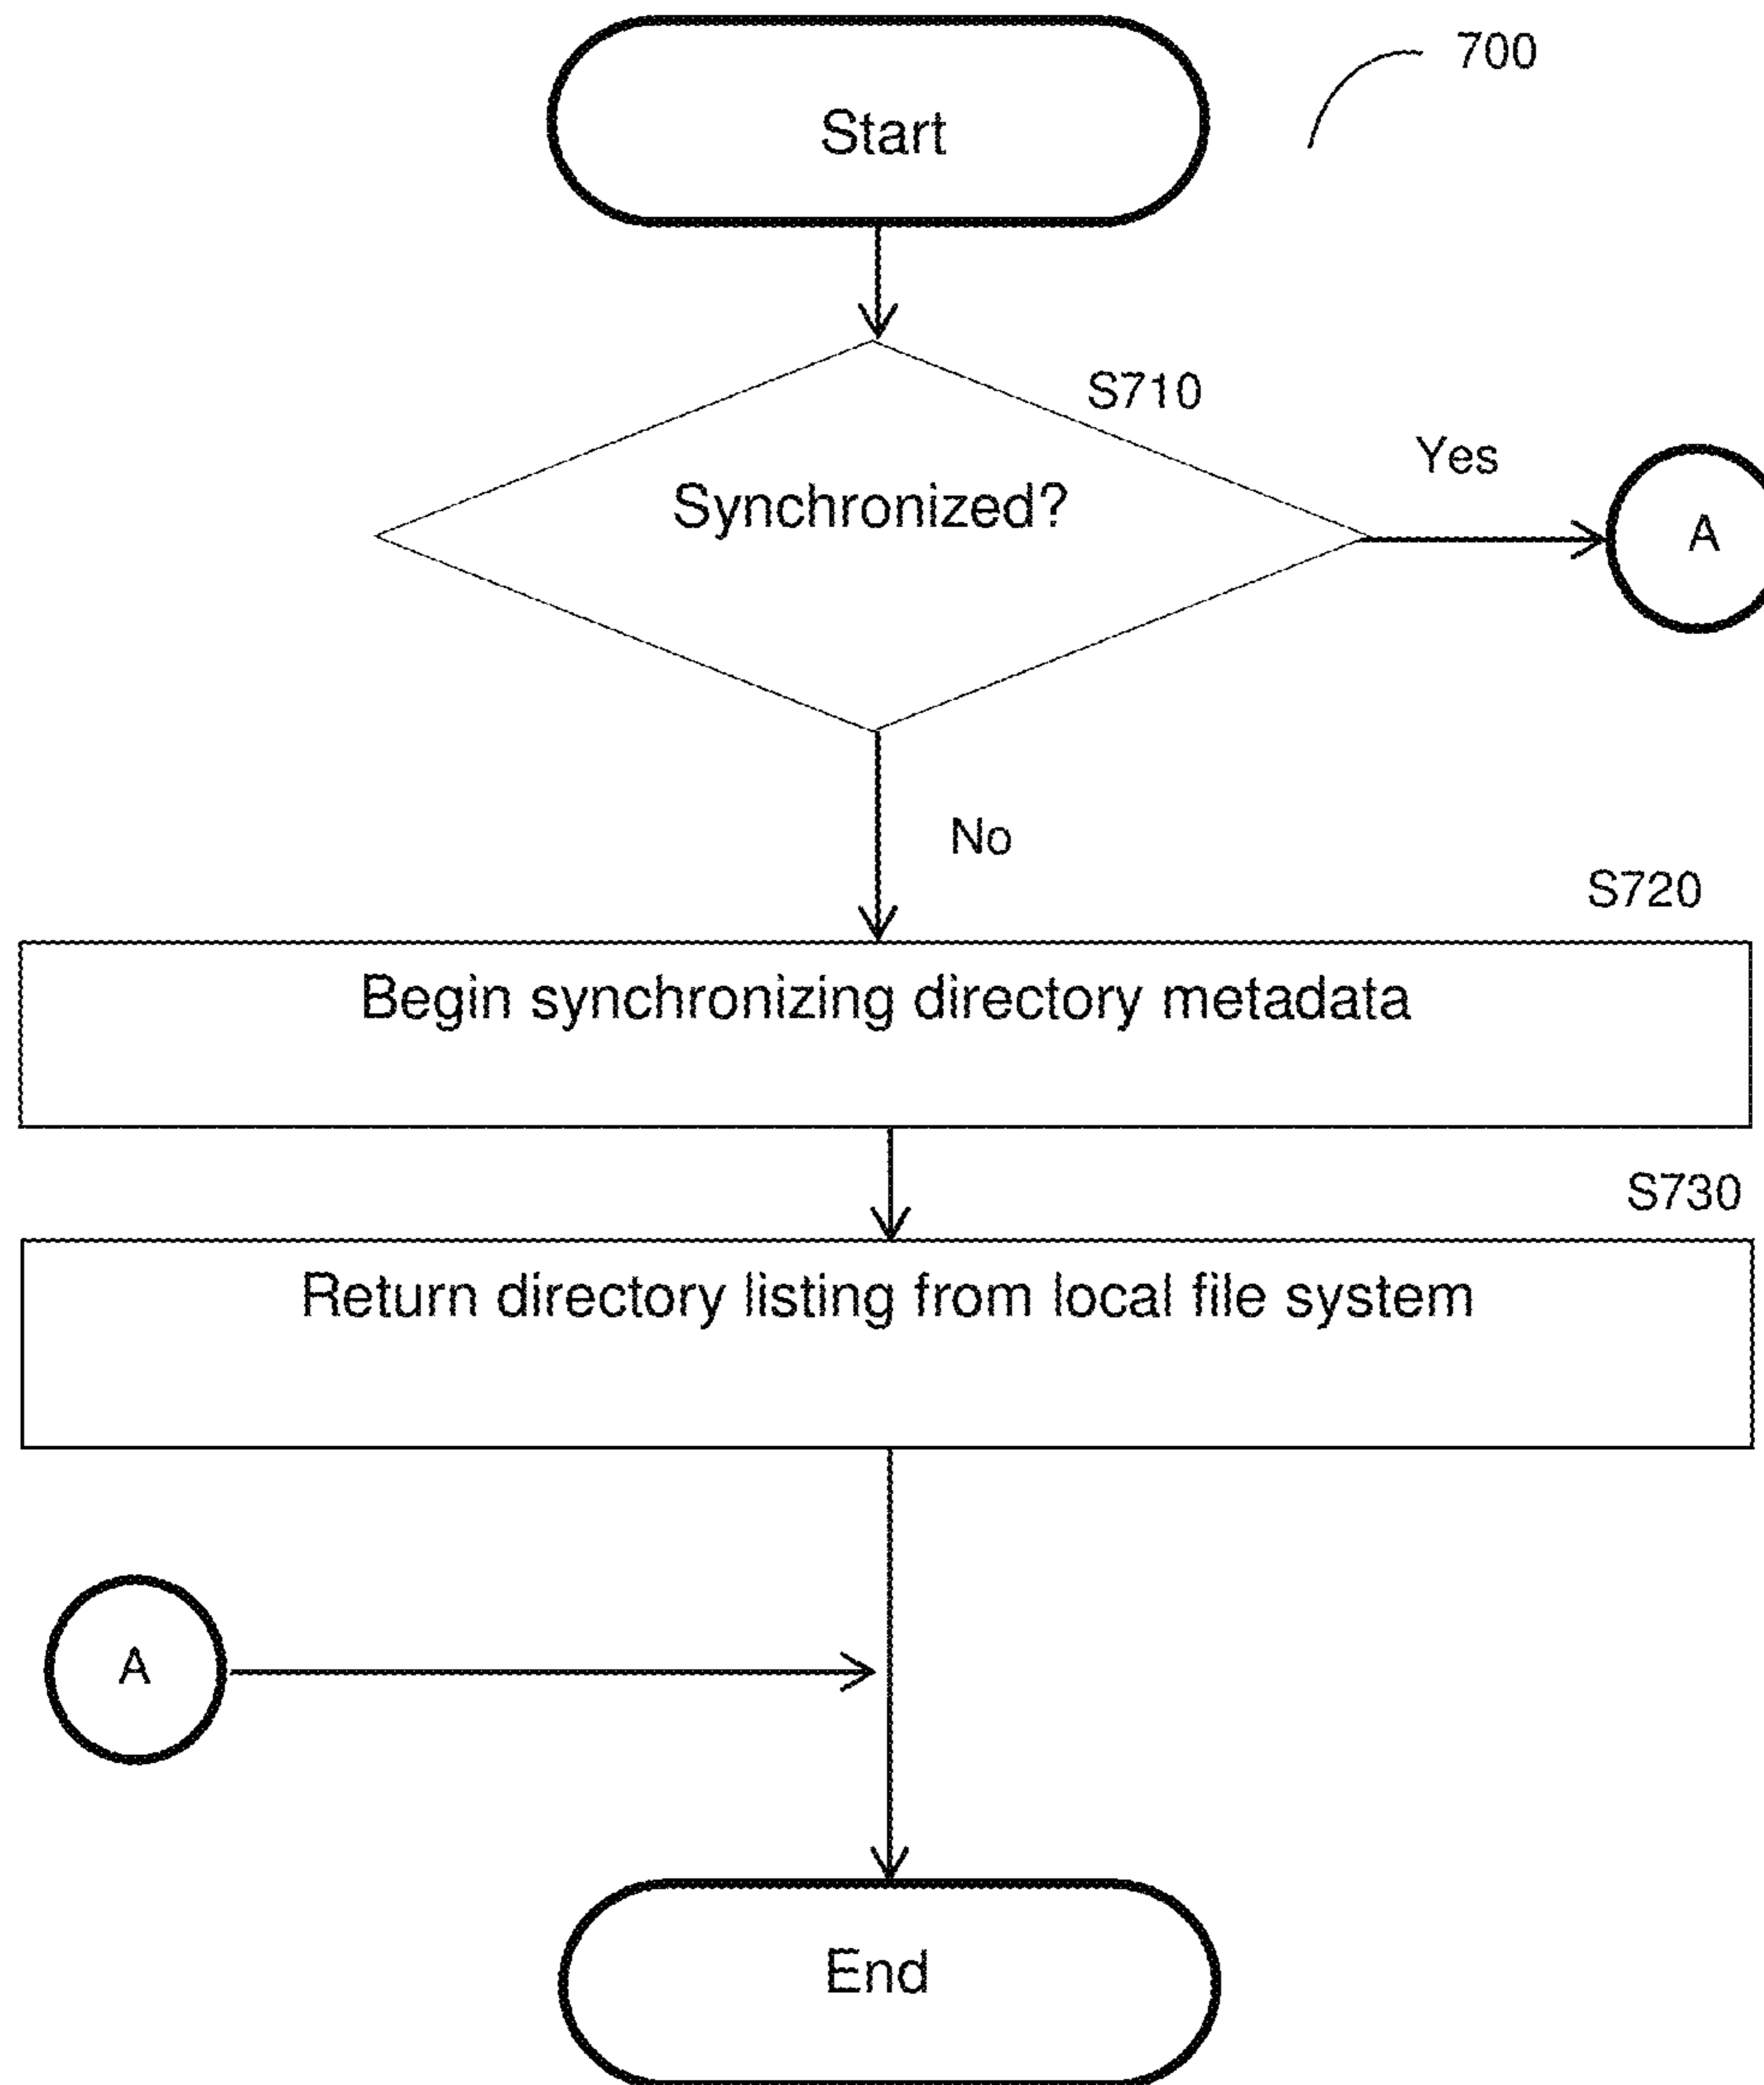 Start
700
S710
Synchronized?
Yes
A
No
S720
Begin synchronizing directory metadata
S730
Return directory listing from local file system
A
End